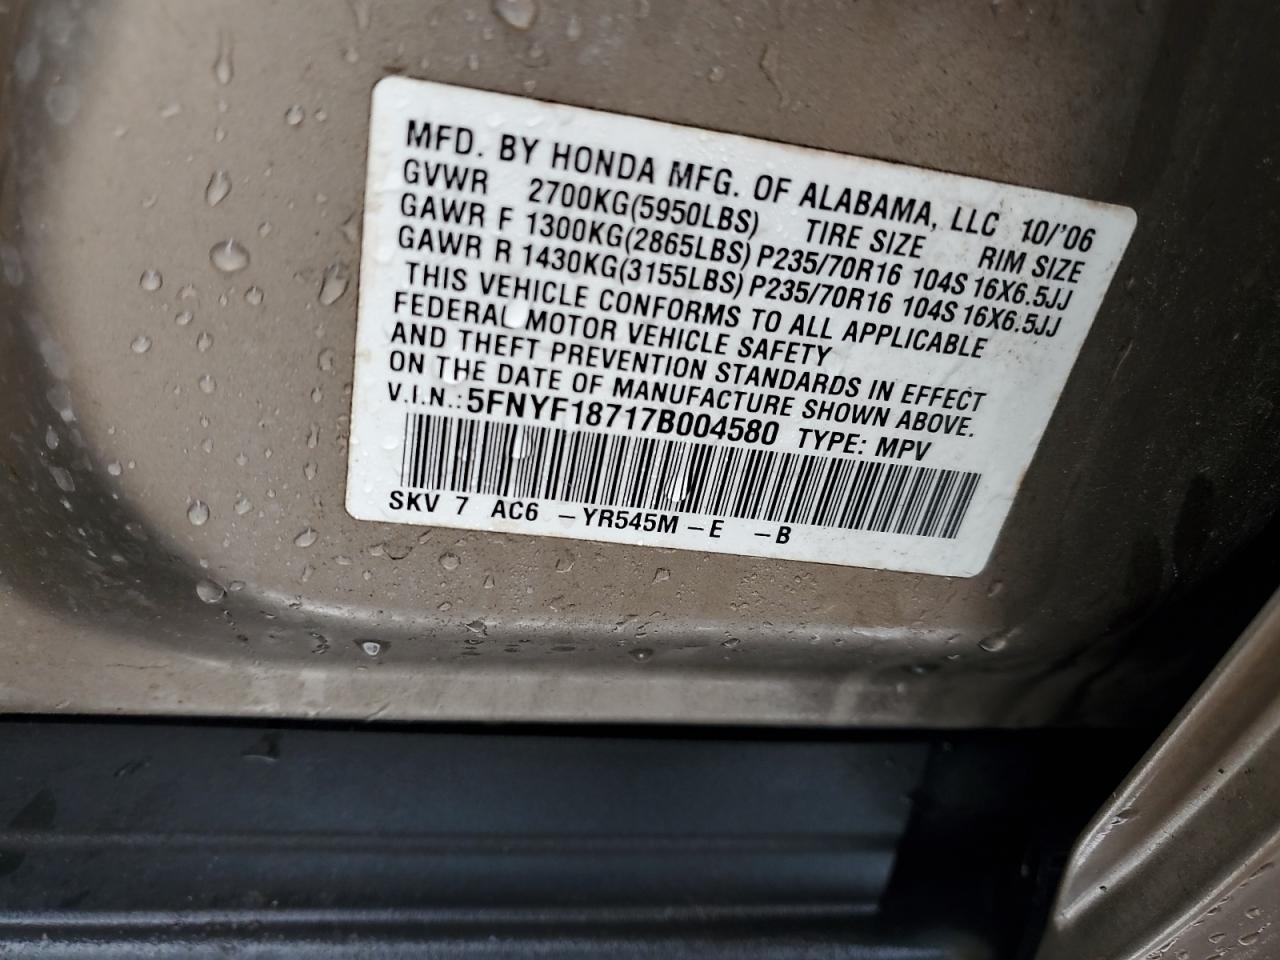 MFD. BY HONDA MFG. OF ALABAMA, LLC 10/'06
GVWR 2700KG(5950LBS) TIRE SIZE RIM SIZE
GAWR F 1300KG(2865LBS) P235/70R16 104S 16X6.5JJ
GAWR R 1430KG(3155LBS) P235/70R16 104S 16X6.5JJ
THIS VEHICLE CONFORMS TO ALL APPLICABLE
FEDERAL MOTOR VEHICLE SAFETY
AND THEFT PREVENTION STANDARDS IN EFFECT
ON THE DATE OF MANUFACTURE SHOWN ABOVE.
V.I.N.: 5FNYF18717B004580 TYPE: MPV
SKV 7 AC6 -YR545M-E -B